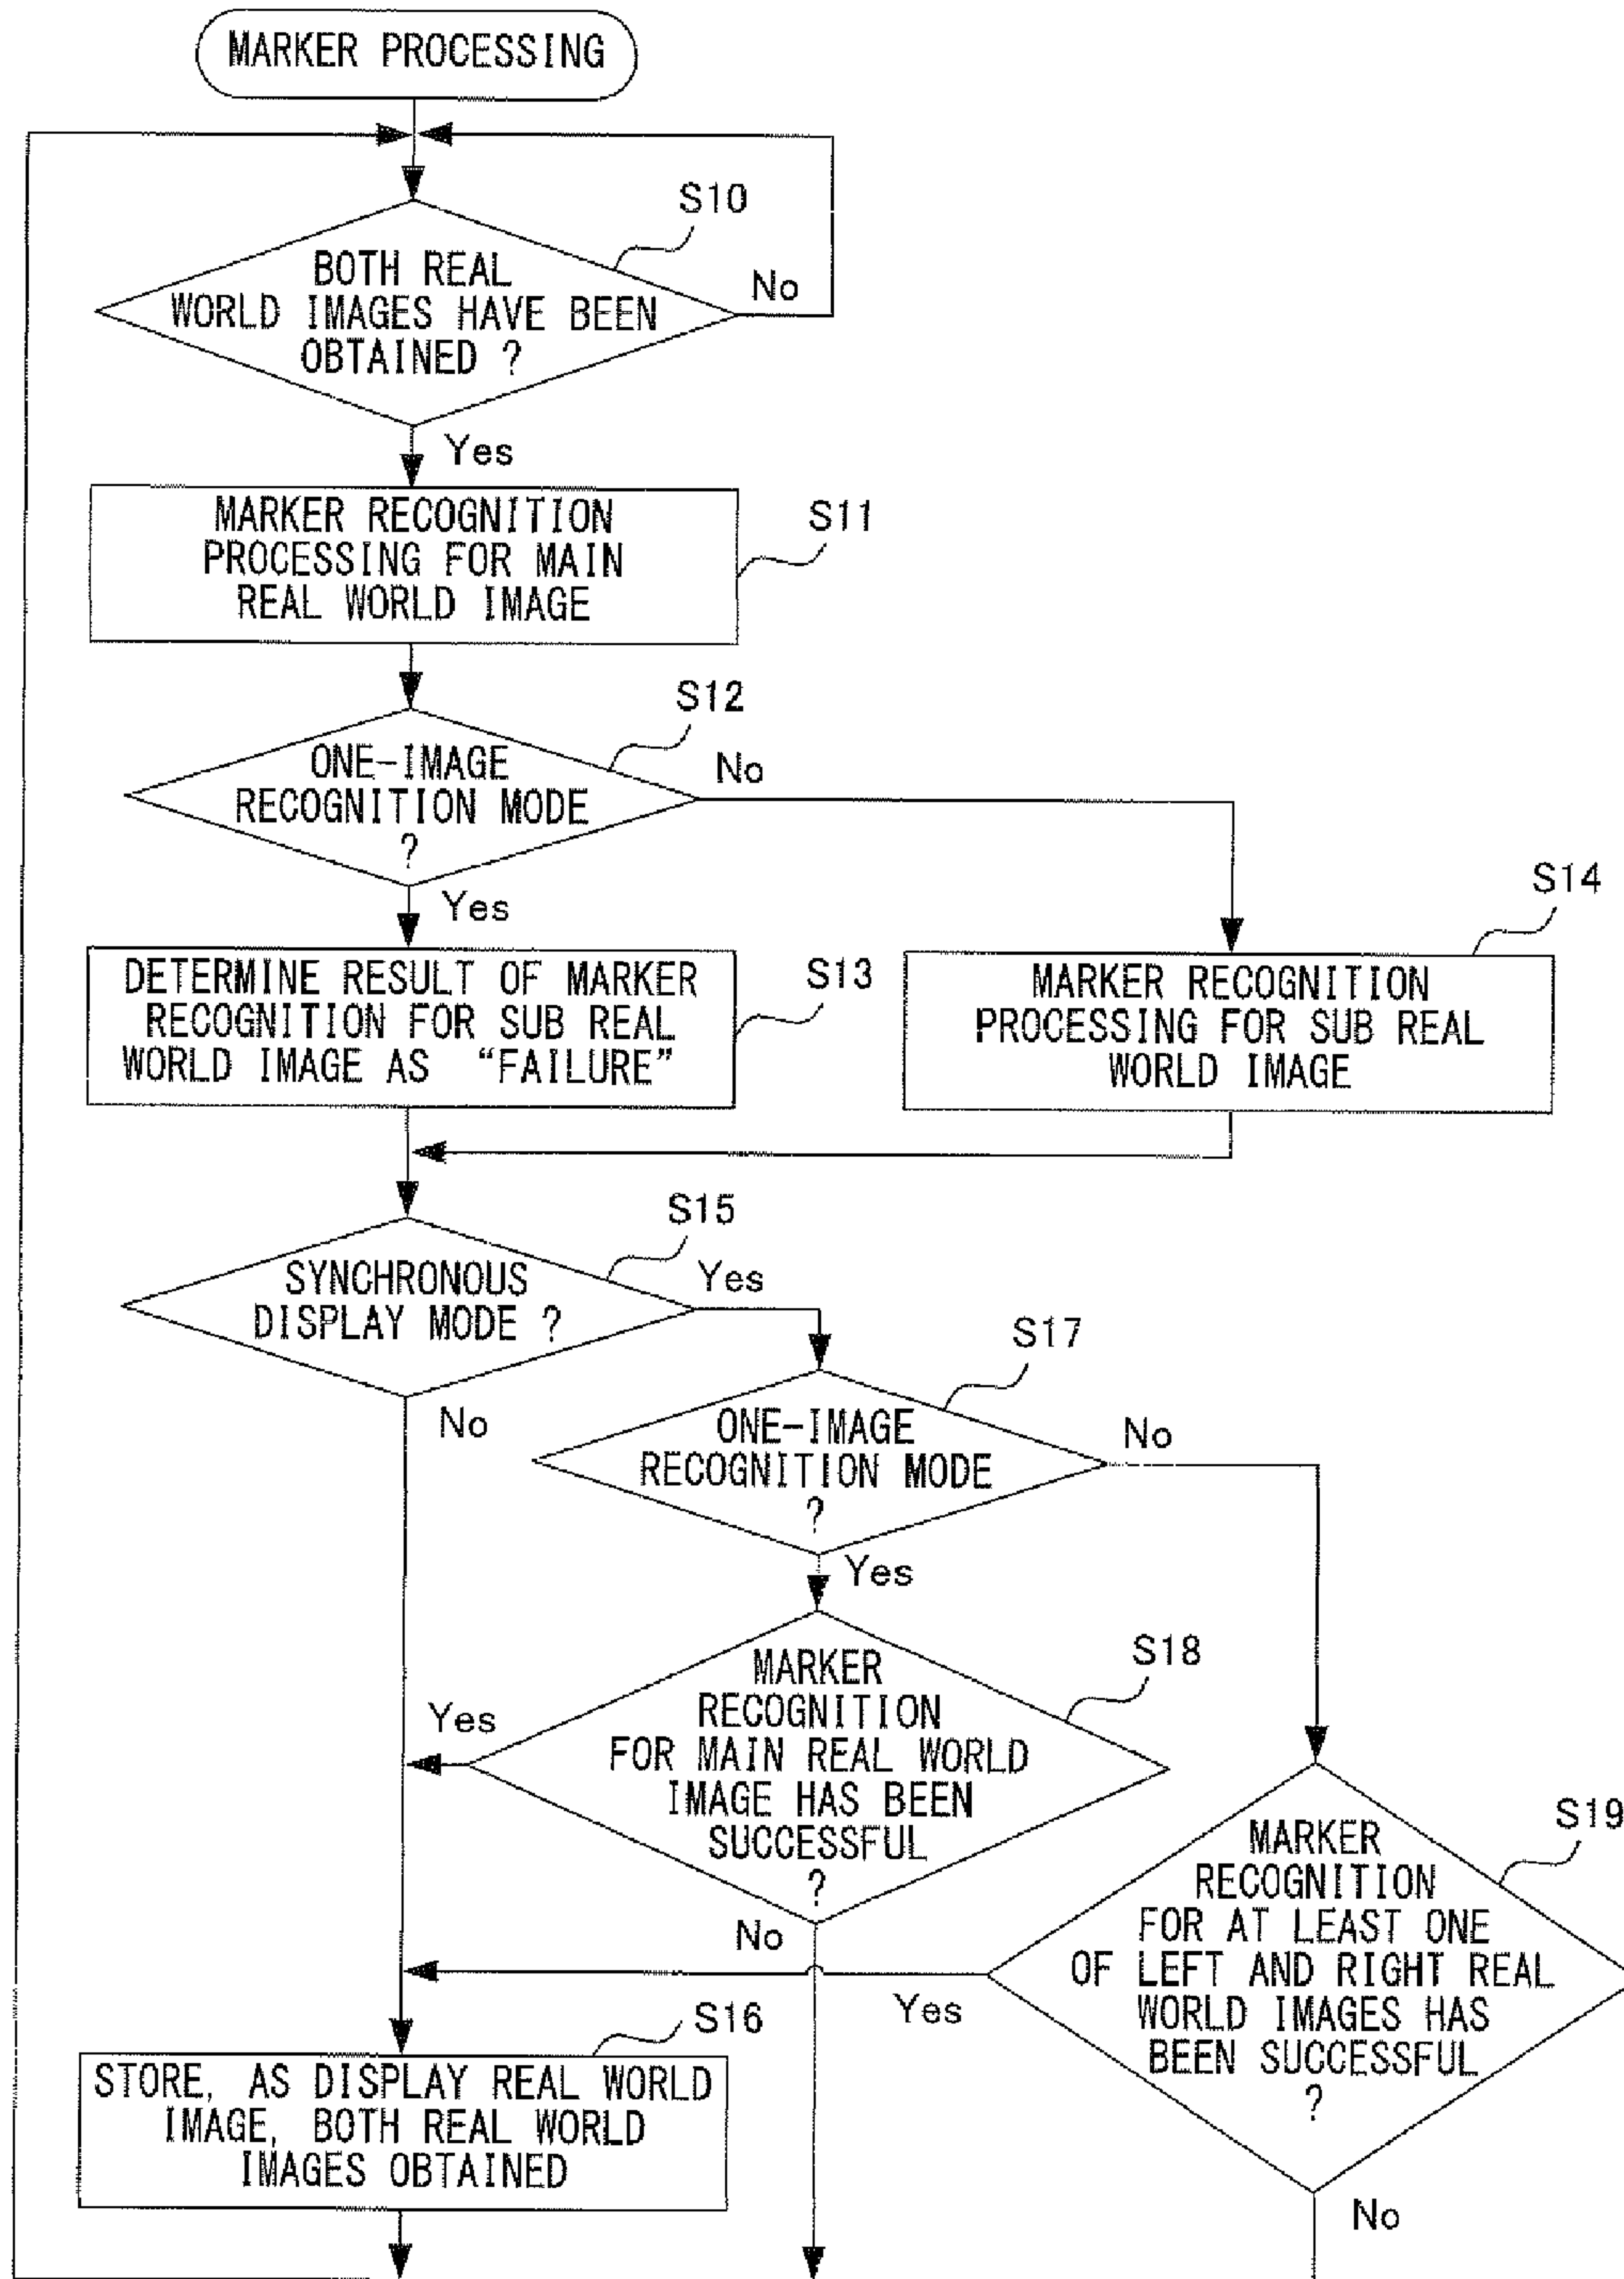 MARKER PROCESSING
S10
BOTH REAL
WORLD IMAGES HAVE BEEN
OBTAINED ?
No
Yes
MARKER RECOGNITION
PROCESSING FOR MAIN
REAL WORLD IMAGE
S11
S12
ONE-IMAGE
RECOGNITION MODE
?
No
Yes
DETERMINE RESULT OF MARKER
RECOGNITION FOR SUB REAL
WORLD IMAGE AS “FAILURE”
S13
S14
MARKER RECOGNITION
PROCESSING FOR SUB REAL
WORLD IMAGE
S15
SYNCHRONOUS
DISPLAY MODE ?
Yes
No
S17
ONE-IMAGE
RECOGNITION MODE
?
No
Yes
S18
MARKER
RECOGNITION
FOR MAIN REAL WORLD
IMAGE HAS BEEN
SUCCESSFUL
?
Yes
No
S19
MARKER
RECOGNITION
FOR AT LEAST ONE
OF LEFT AND RIGHT REAL
WORLD IMAGES HAS
BEEN SUCCESSFUL
?
Yes
No
S16
STORE, AS DISPLAY REAL WORLD
IMAGE, BOTH REAL WORLD
IMAGES OBTAINED